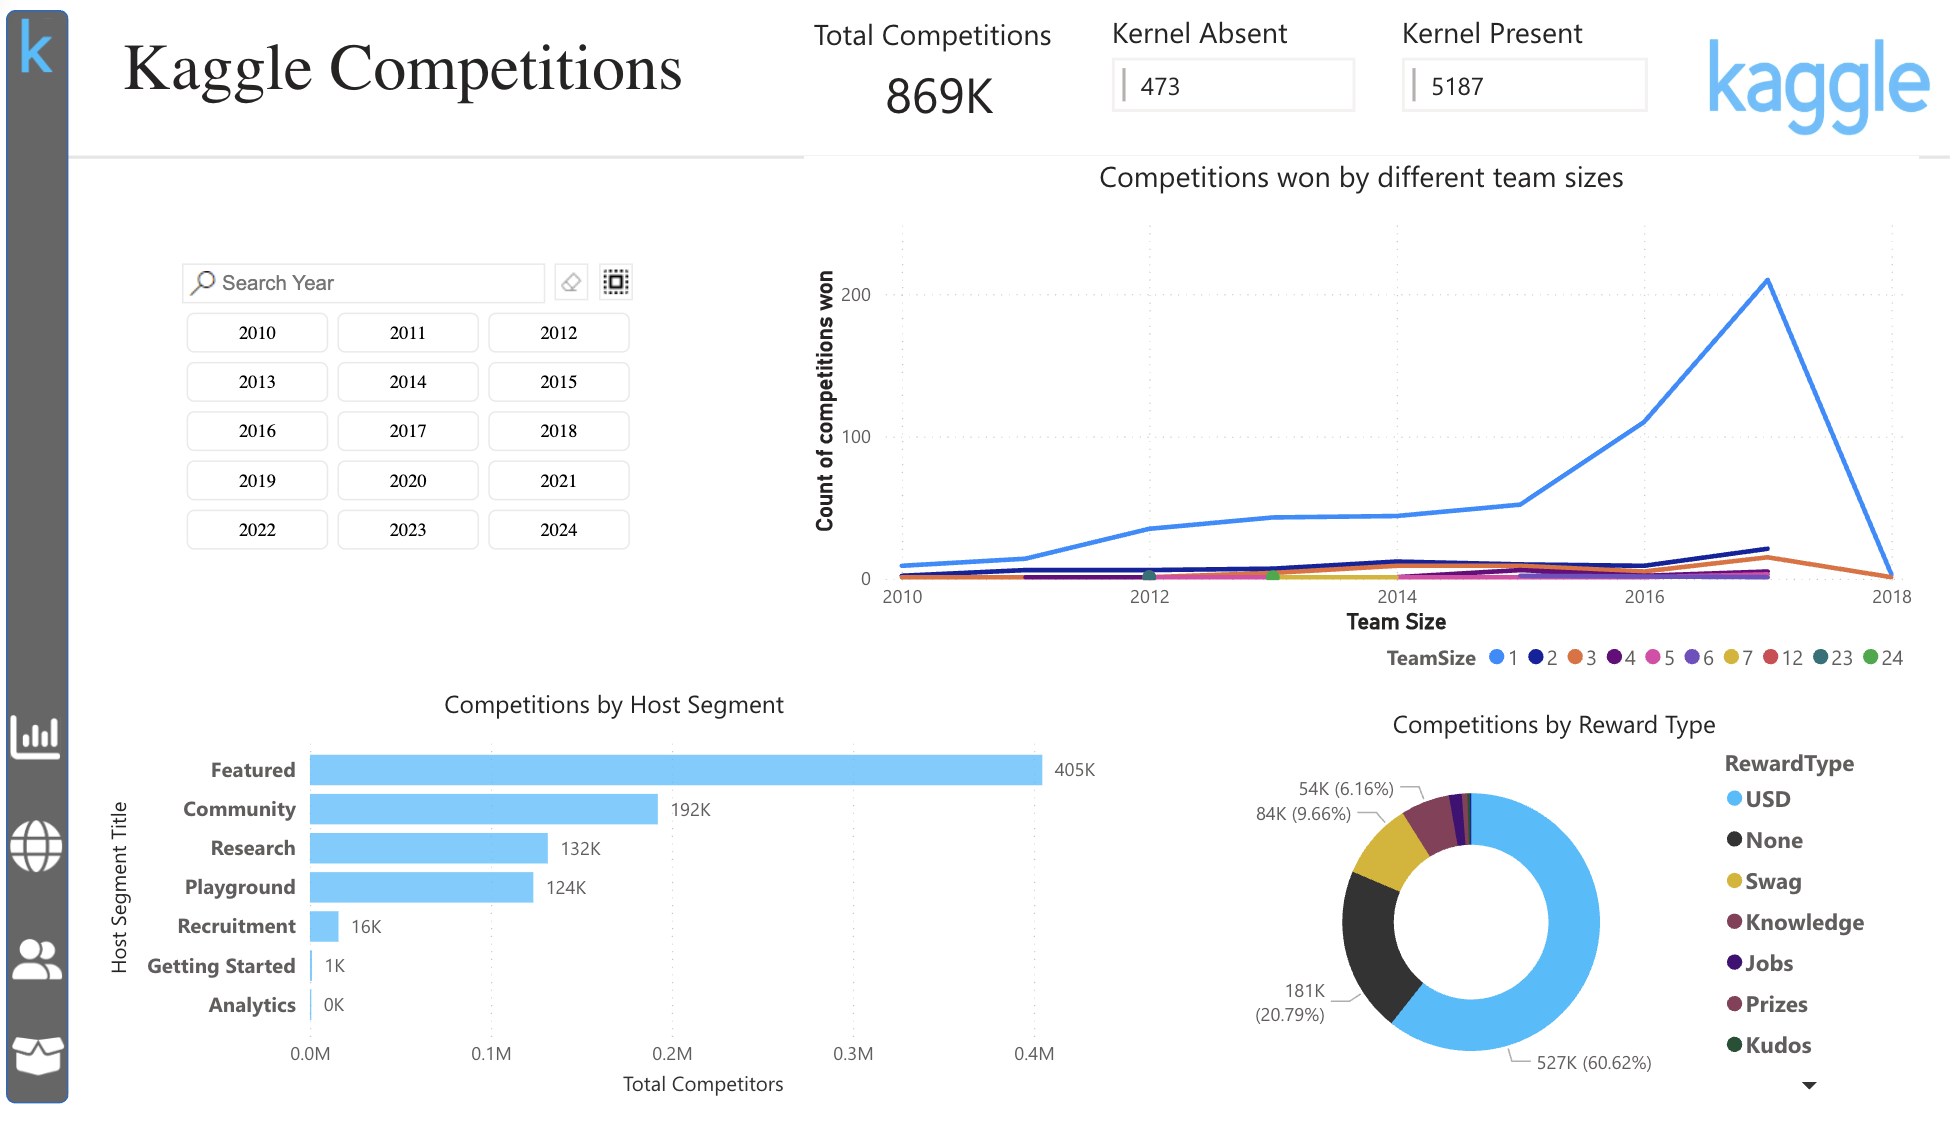 k
Kaggle Competitions
Total Competitions
869K
Kernel Absent
473
Kernel Present
5187
kaggle
Search Year
2010 2011 2012
2013 2014 2015
2016 2017 2018
2019 2020 2021
2022 2023 2024
Competitions won by different team sizes
Count of competitions won
200
100
0
2010 2012 2014 2016 2018
Team Size
TeamSize 1 2 3 4 5 6 7 12 23 24
Competitions by Host Segment
Host Segment Title
Featured 405K
Community 192K
Research 132K
Playground 124K
Recruitment 16K
Getting Started 1K
Analytics 0K
0.0M 0.1M 0.2M 0.3M 0.4M
Total Competitors
Competitions by Reward Type
54K (6.16%)
84K (9.66%)
181K
(20.79%)
527K (60.62%)
RewardType
USD
None
Swag
Knowledge
Jobs
Prizes
Kudos